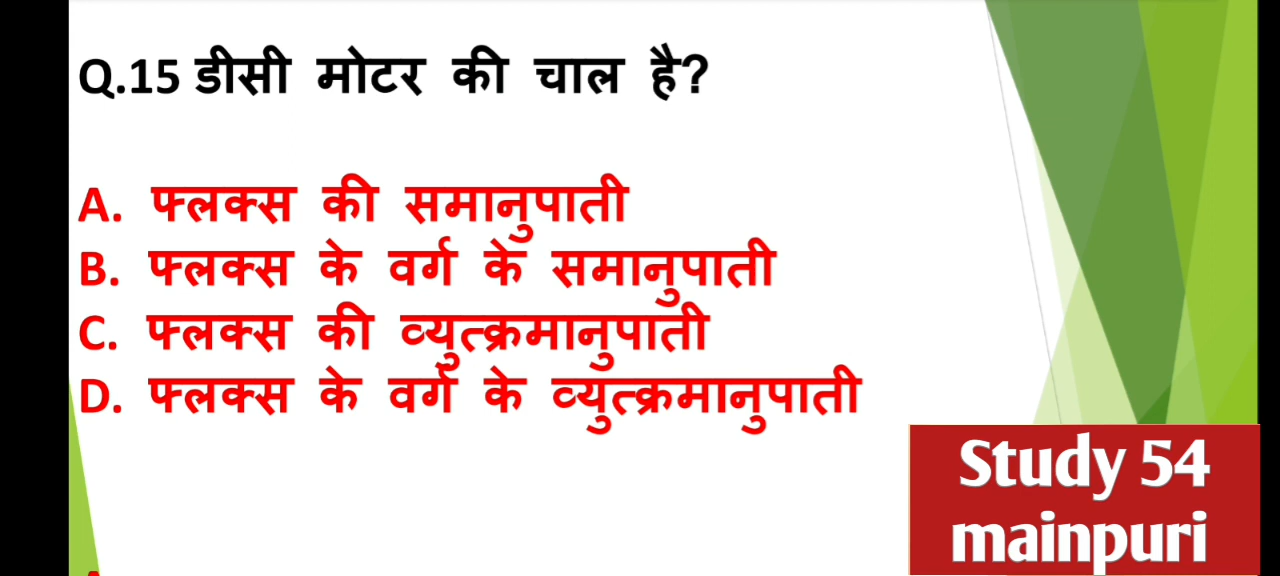 Q.15 डीसी मोटर की चाल है?
A. फ्लक्स की समानुपाती
B. फ्लक्स के वर्ग के समानुपाती
C. फ्लक्स की व्युत्क्रमानुपाती
D. फ्लक्स के वर्ग के व्युत्क्रमानुपाती
Study 54
mainpuri